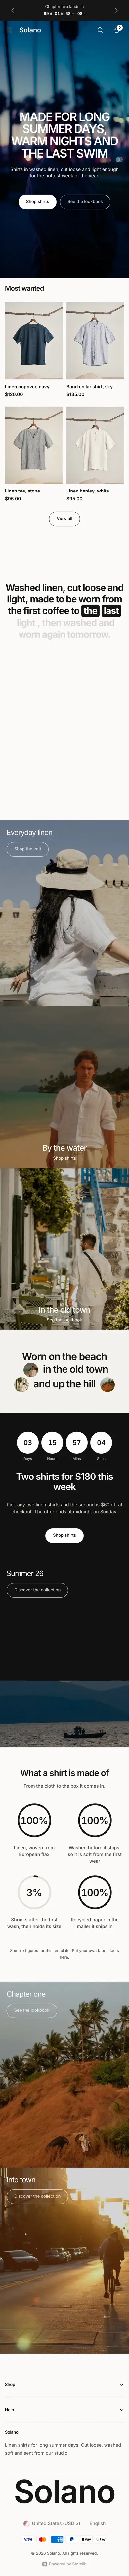 Chapter two lands in
89 d 01 h 58 m 08 s
Solano
0
MADE FOR LONG
SUMMER DAYS,
WARM NIGHTS AND
THE LAST SWIM
Shirts in washed linen, cut loose and light enough
for the hottest week of the year.
Shop shirts
See the lookbook
Most wanted
Linen popover, navy
$120.00
Band collar shirt, sky
$135.00
Linen tee, stone
$95.00
Linen henley, white
$95.00
View all
Washed linen, cut loose and
light, made to be worn from
the first coffee to the last
light , then washed and
worn again tomorrow.
Everyday linen
Shop the edit
By the water
Shop shirts
In the old town
See the lookbook
Worn on the beach
in the old town
and up the hill
03 15 57 04
Days Hours Mins Secs
Two shirts for $180 this
week
Pick any two linen shirts and the second is $60 off at
checkout. The offer ends at midnight on Sunday.
Shop shirts
Summer 26
Discover the collection
What a shirt is made of
From the cloth to the box it comes in.
100%
Linen, woven from
European flax
100%
Washed before it ships,
so it is soft from the first
wear
3%
Shrinks after the first
wash, then holds its size
100%
Recycled paper in the
mailer it ships in
Sample figures for this template. Put your own fabric facts
here.
Chapter one
See the lookbook
Into town
Discover the collection
Shop
Help
Solano
Linen shirts for long summer days. Cut loose, washed
soft and sent from our studio.
Solano
United States (USD $)
English
VISA
Pay
Pay
© 2026 Solano. All rights reserved.